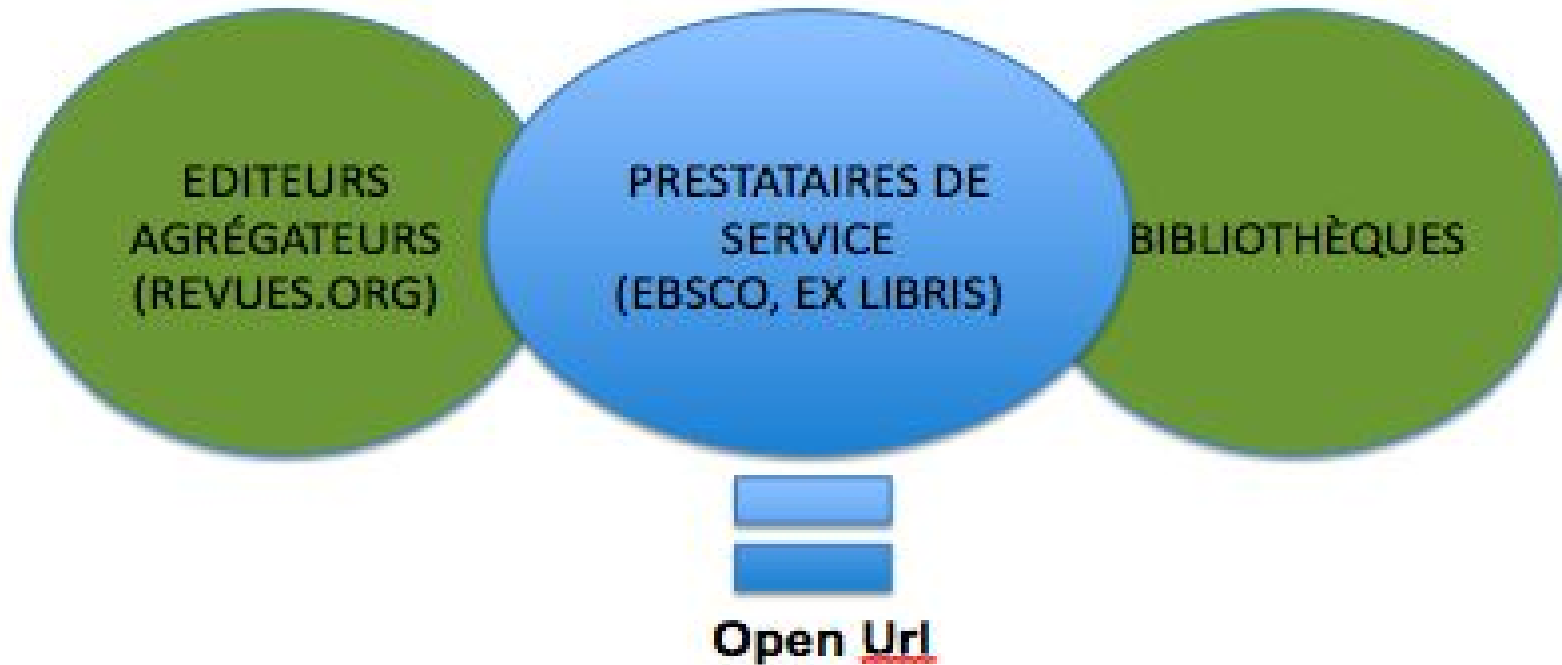 EDITEURS
AGRÉGATEURS
(REVUES.ORG)
PRESTATAIRES DE
SERVICE
(EBSCO, EX LIBRIS)
BIBLIOTHÈQUES
Open Url